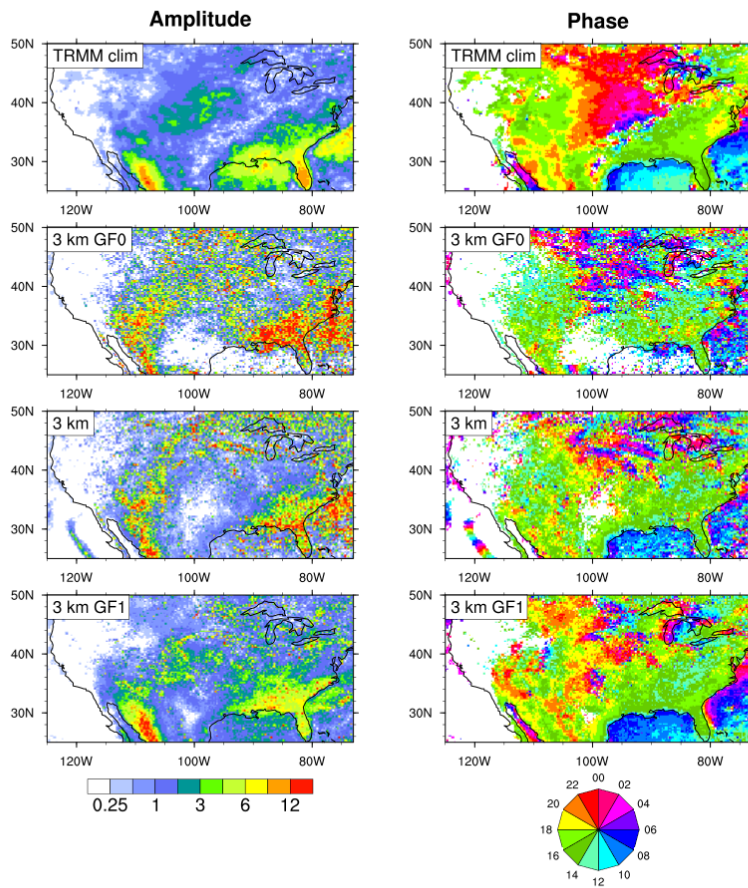 Amplitude Phase
50N TRMM clim 50N TRMM clim
40N 40N
30N 30N
120W 100W 80W 120W 100W 80W
50N 3 km GF0 50N 3 km GF0
40N 40N
30N 30N
120W 100W 80W 120W 100W 80W
50N 3 km 50N 3 km
40N 40N
30N 30N
120W 100W 80W 120W 100W 80W
50N 3 km GF1 50N 3 km GF1
40N 40N
30N 30N
120W 100W 80W 120W 100W 80W
0.25 1 3 6 12
00
22 02
20 04
18 06
16 08
14 10
12